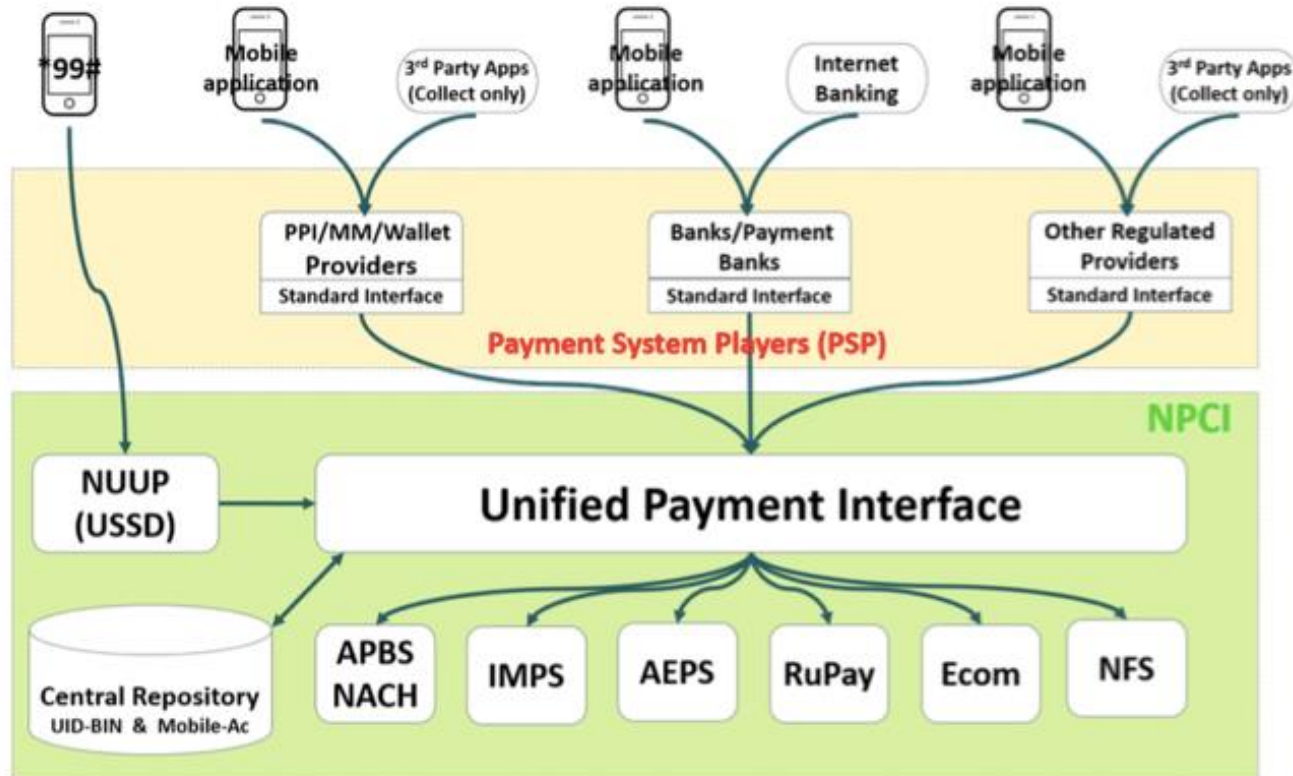 *99#
Mobile
application
3rd Party Apps
(Collect only)
Mobile
application
Internet
Banking
Mobile
application
3rd Party Apps
(Collect only)
PPI/MM/Wallet
Providers
Standard Interface
Banks/Payment
Banks
Standard Interface
Other Regulated
Providers
Standard Interface
Payment System Players (PSP)
NPCI
NUUP
(USSD)
Unified Payment Interface
Central Repository
UID-BIN & Mobile-Ac
APBS
NACH
IMPS
AEPS
RuPay
Ecom
NFS